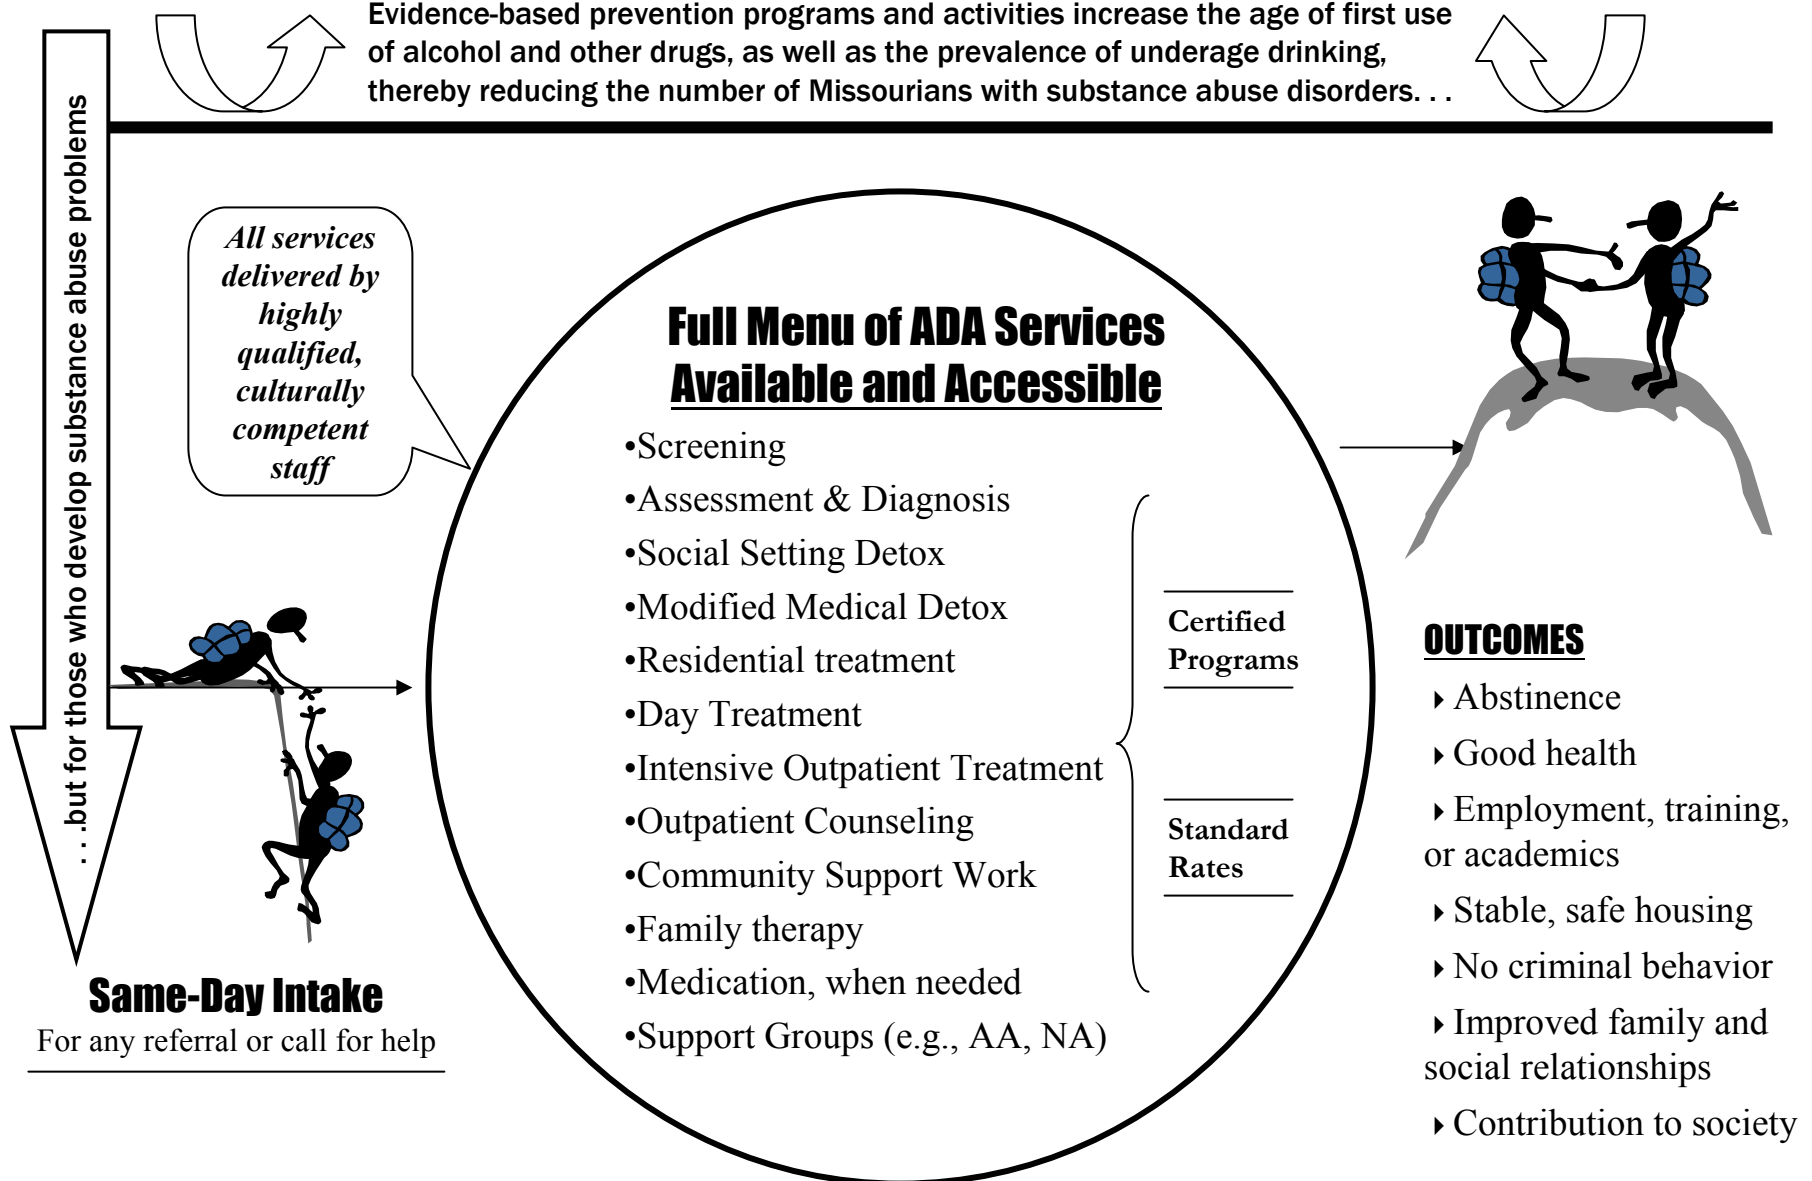 Evidence-based prevention programs and activities increase the age of first use
of alcohol and other drugs, as well as the prevalence of underage drinking,
thereby reducing the number of Missourians with substance abuse disorders. . .
. . .but for those who develop substance abuse problems
All services
delivered by
highly
qualified,
culturally
competent
staff
Same-Day Intake
For any referral or call for help
Full Menu of ADA Services
Available and Accessible
•Screening
•Assessment & Diagnosis
•Social Setting Detox
•Modified Medical Detox
•Residential treatment
•Day Treatment
•Intensive Outpatient Treatment
•Outpatient Counseling
•Community Support Work
•Family therapy
•Medication, when needed
•Support Groups (e.g., AA, NA)
Certified
Programs
Standard
Rates
OUTCOMES
Abstinence
Good health
Employment, training,
or academics
Stable, safe housing
No criminal behavior
Improved family and
social relationships
Contribution to society